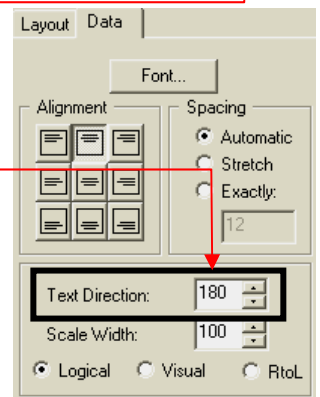 Layout Data
Font...
Alignment Spacing
Automatic
Stretch
Exactly:
12
Text Direction: 180
Scale Width: 100
Logical Visual RtoL